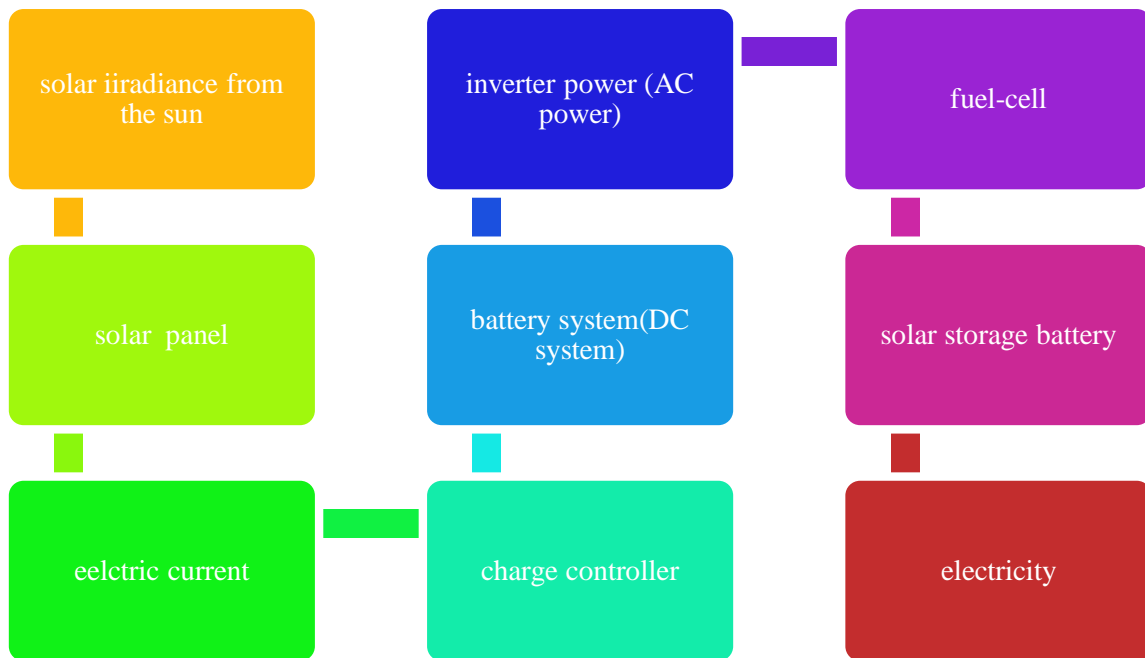 solar iiradiance from
the sun
solar  panel
eelctric current
charge controller
battery system(DC
system)
inverter power (AC
power)
fuel-cell
solar storage battery
electricity